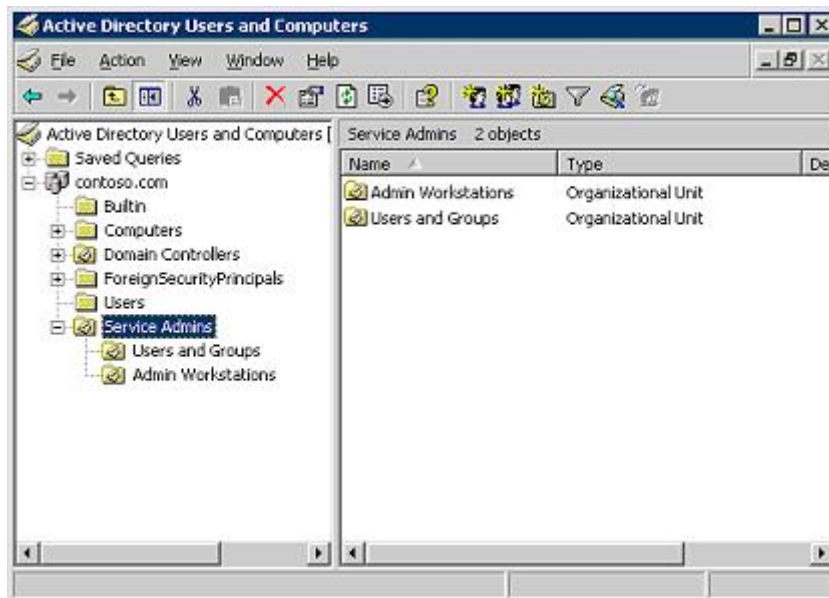 Active Directory Users and Computers
File Action View Window Help
Active Directory Users and Computers [
Saved Queries
contoso.com
Builtin
Computers
Domain Controllers
ForeignSecurityPrincipals
Users
Service Admins
Users and Groups
Admin Workstations
Service Admins 2 objects
Name Type De
Admin Workstations Organizational Unit
Users and Groups Organizational Unit